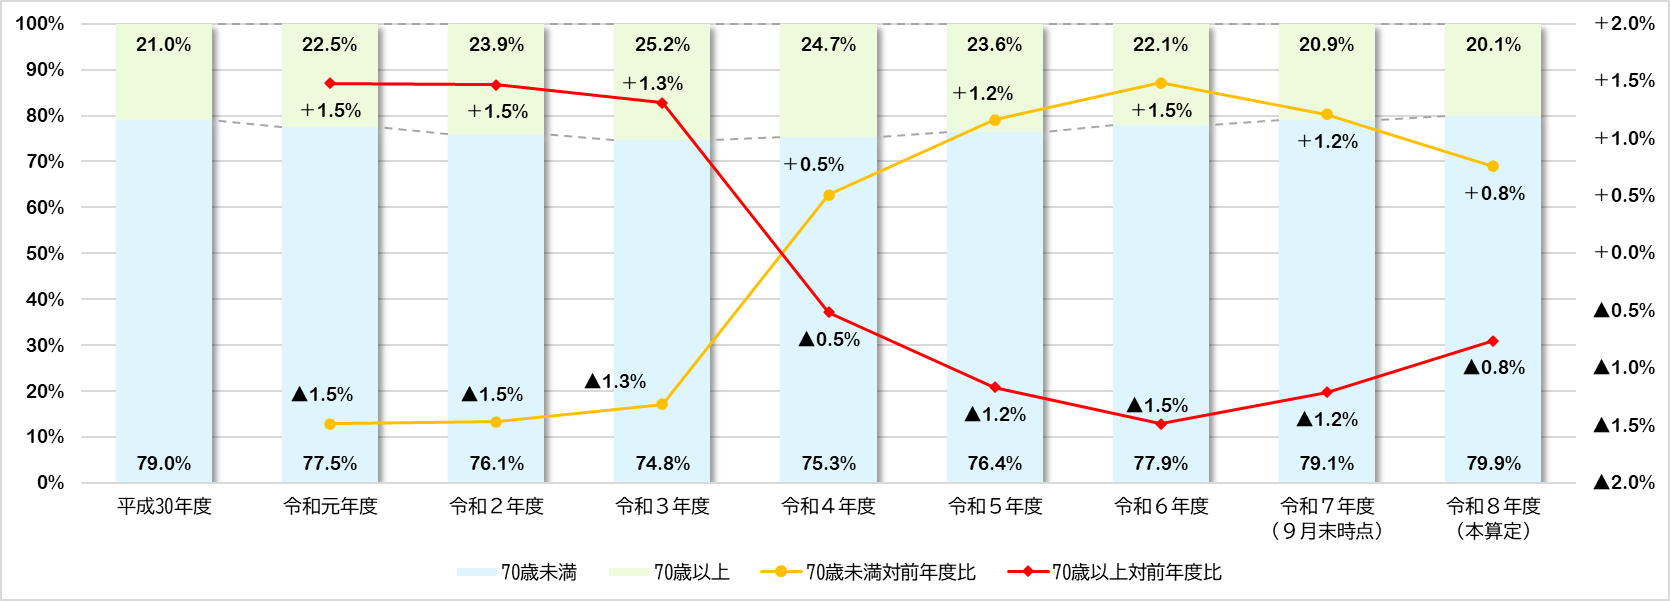 100%
90%
80%
70%
60%
50%
40%
30%
20%
10%
0%
21.0% 22.5% 23.9% 25.2% 24.7% 23.6% 22.1% 20.9% 20.1%
＋1.5% ＋1.5% ＋1.3% ＋0.5% ＋1.2% ＋1.5% ＋1.2% ＋0.8%
▲1.5% ▲1.5% ▲1.3% ▲0.5% ▲1.2% ▲1.5% ▲1.2% ▲0.8%
79.0% 77.5% 76.1% 74.8% 75.3% 76.4% 77.9% 79.1% 79.9%
＋2.0%
＋1.5%
＋1.0%
＋0.5%
＋0.0%
▲0.5%
▲1.0%
▲1.5%
▲2.0%
平成30年度 令和元年度 令和２年度 令和３年度 令和４年度 令和５年度 令和６年度 令和７年度 令和８年度
（９月末時点） （本算定）
70歳未満 70歳以上 70歳未満対前年度比 70歳以上対前年度比